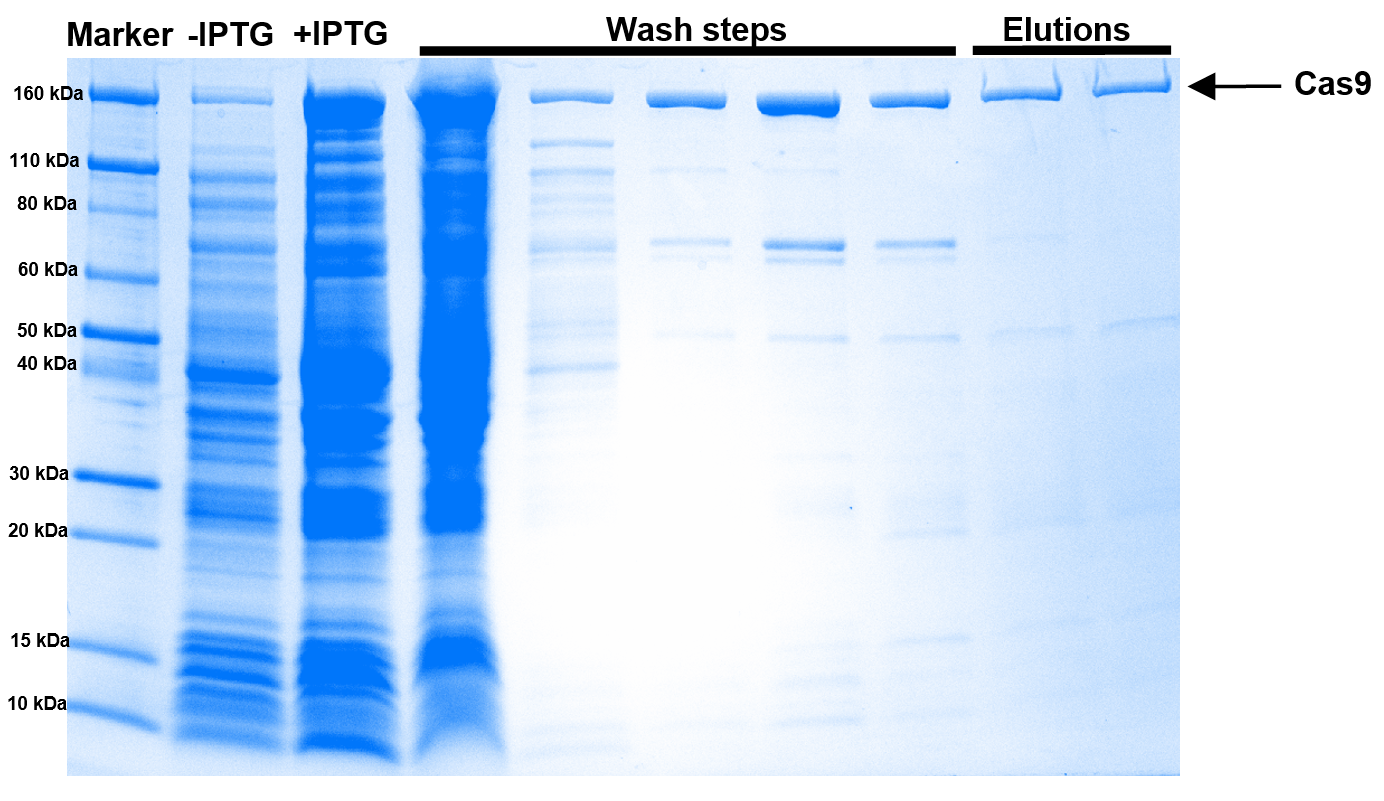 Marker -IPTG +IPTG Wash steps Elutions
160 kDa
Cas9
110 kDa
80 kDa
60 kDa
50 kDa
40 kDa
30 kDa
20 kDa
15 kDa
10 kDa